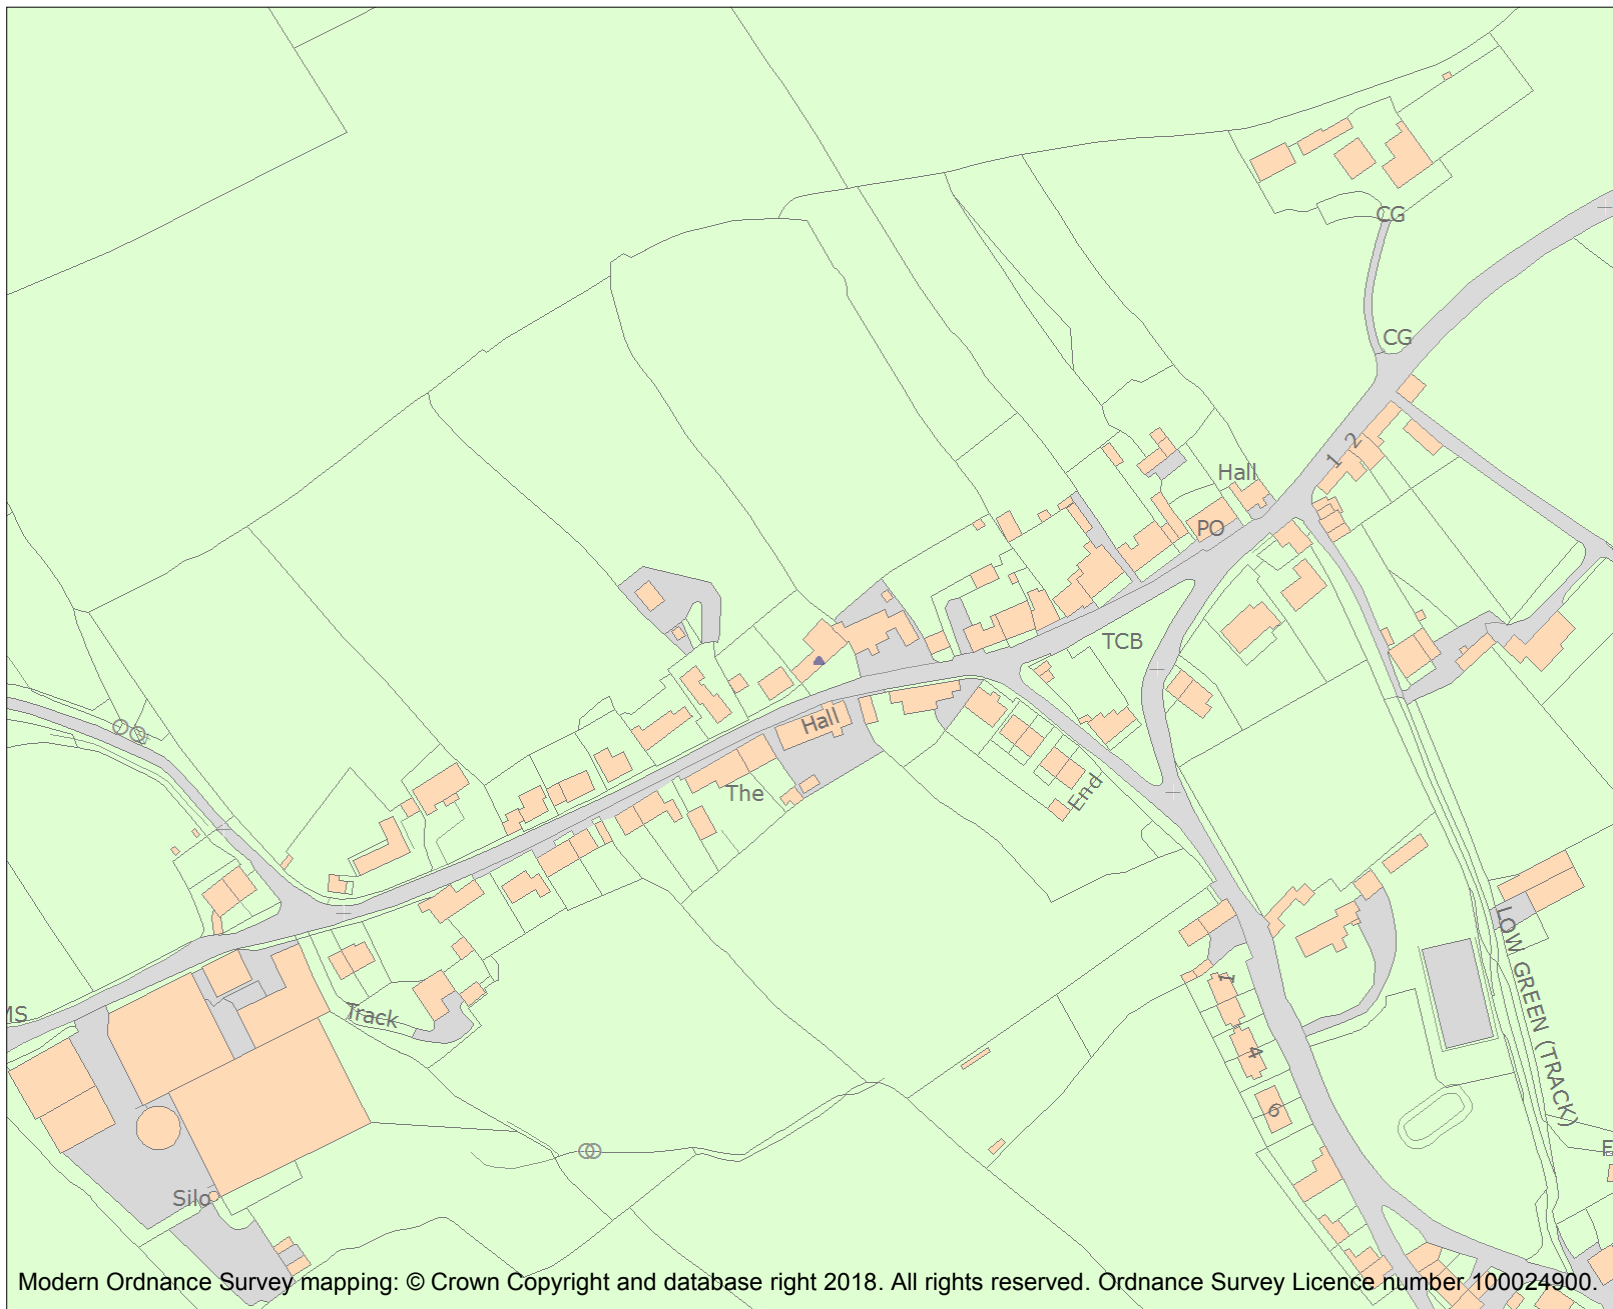 CG
CG
2
1
Hall
PO
TCB
Hall
The
End
1
LOW GREEN (TRACK)
MS
Track
4
6
Silo
Modern Ordnance Survey mapping: © Crown Copyright and database right 2018. All rights reserved. Ordnance Survey Licence number 100024900.